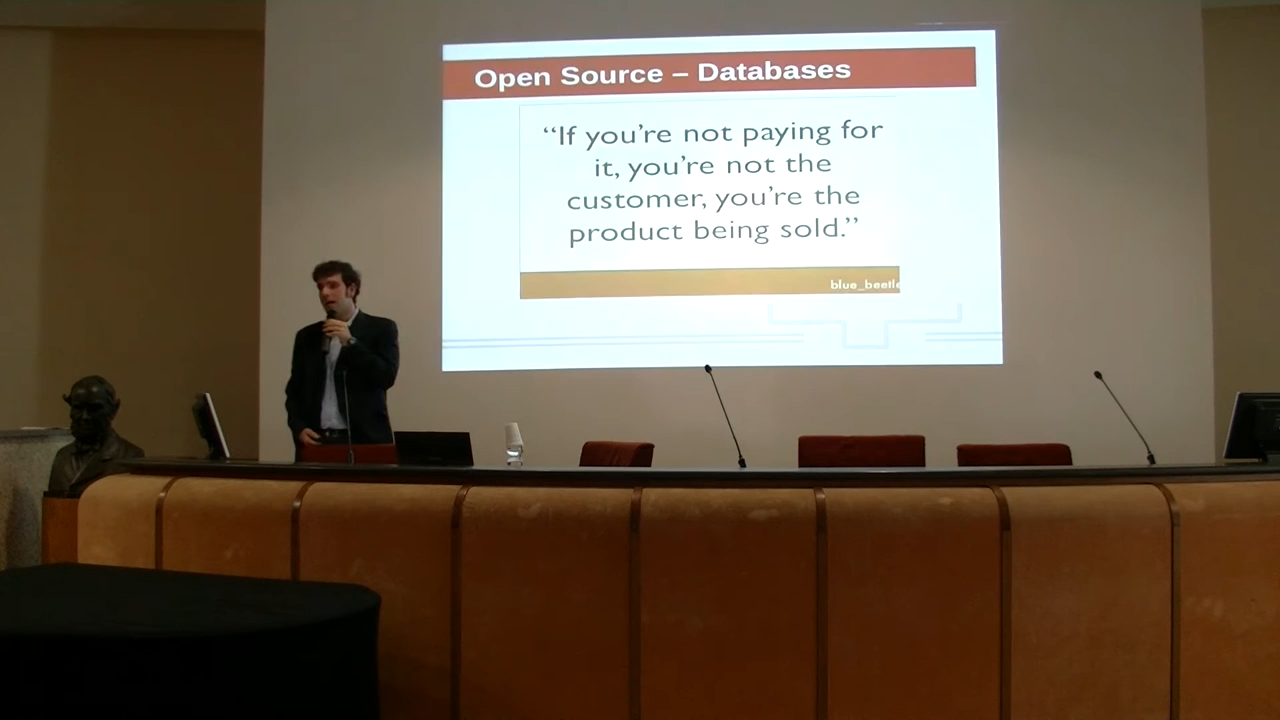 Open Source – Databases
“If you’re not paying for
it, you’re not the
customer, you’re the
product being sold.”
blue_beetle